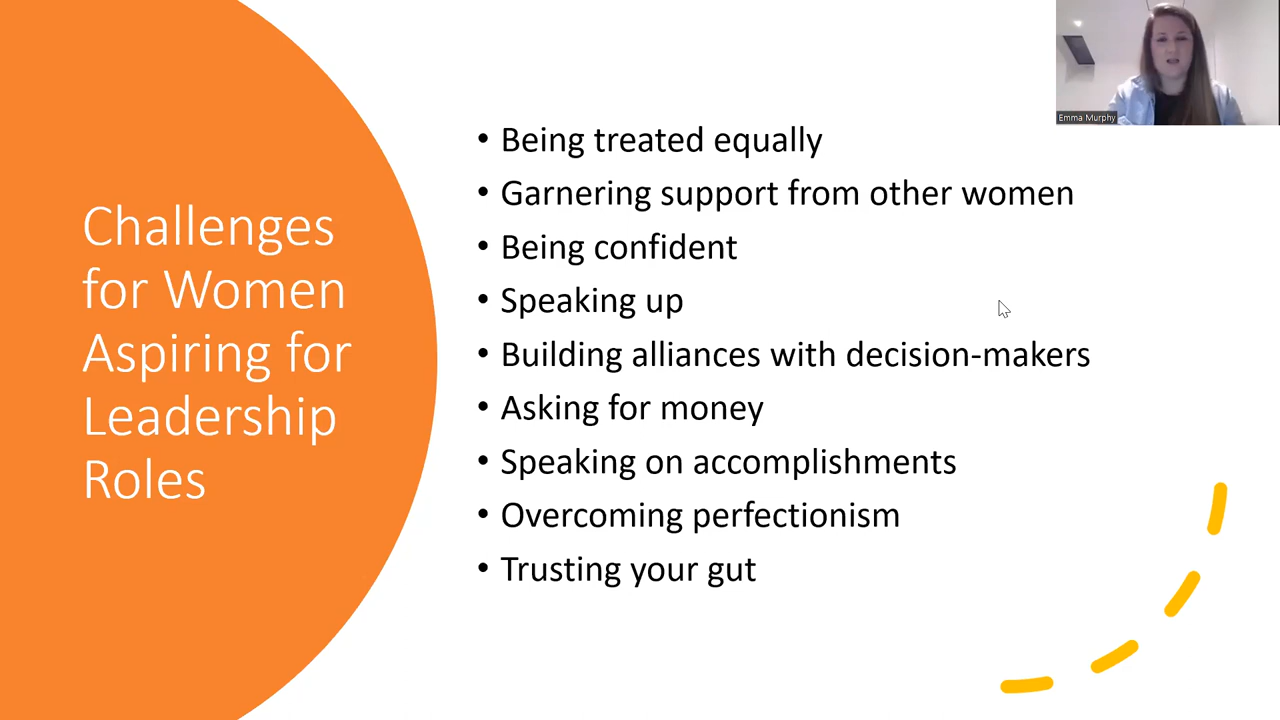 Challenges
for Women
Aspiring for
Leadership
Roles
• Being treated equally
• Garnering support from other women
• Being confident
• Speaking up
• Building alliances with decision-makers
• Asking for money
• Speaking on accomplishments
• Overcoming perfectionism
• Trusting your gut
Emma Murphy